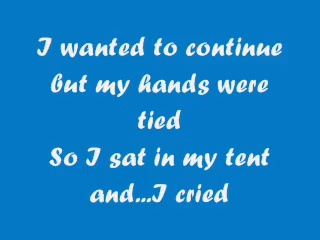 I wanted to continue
but my hands were
tied
So I sat in my tent
and...I cried